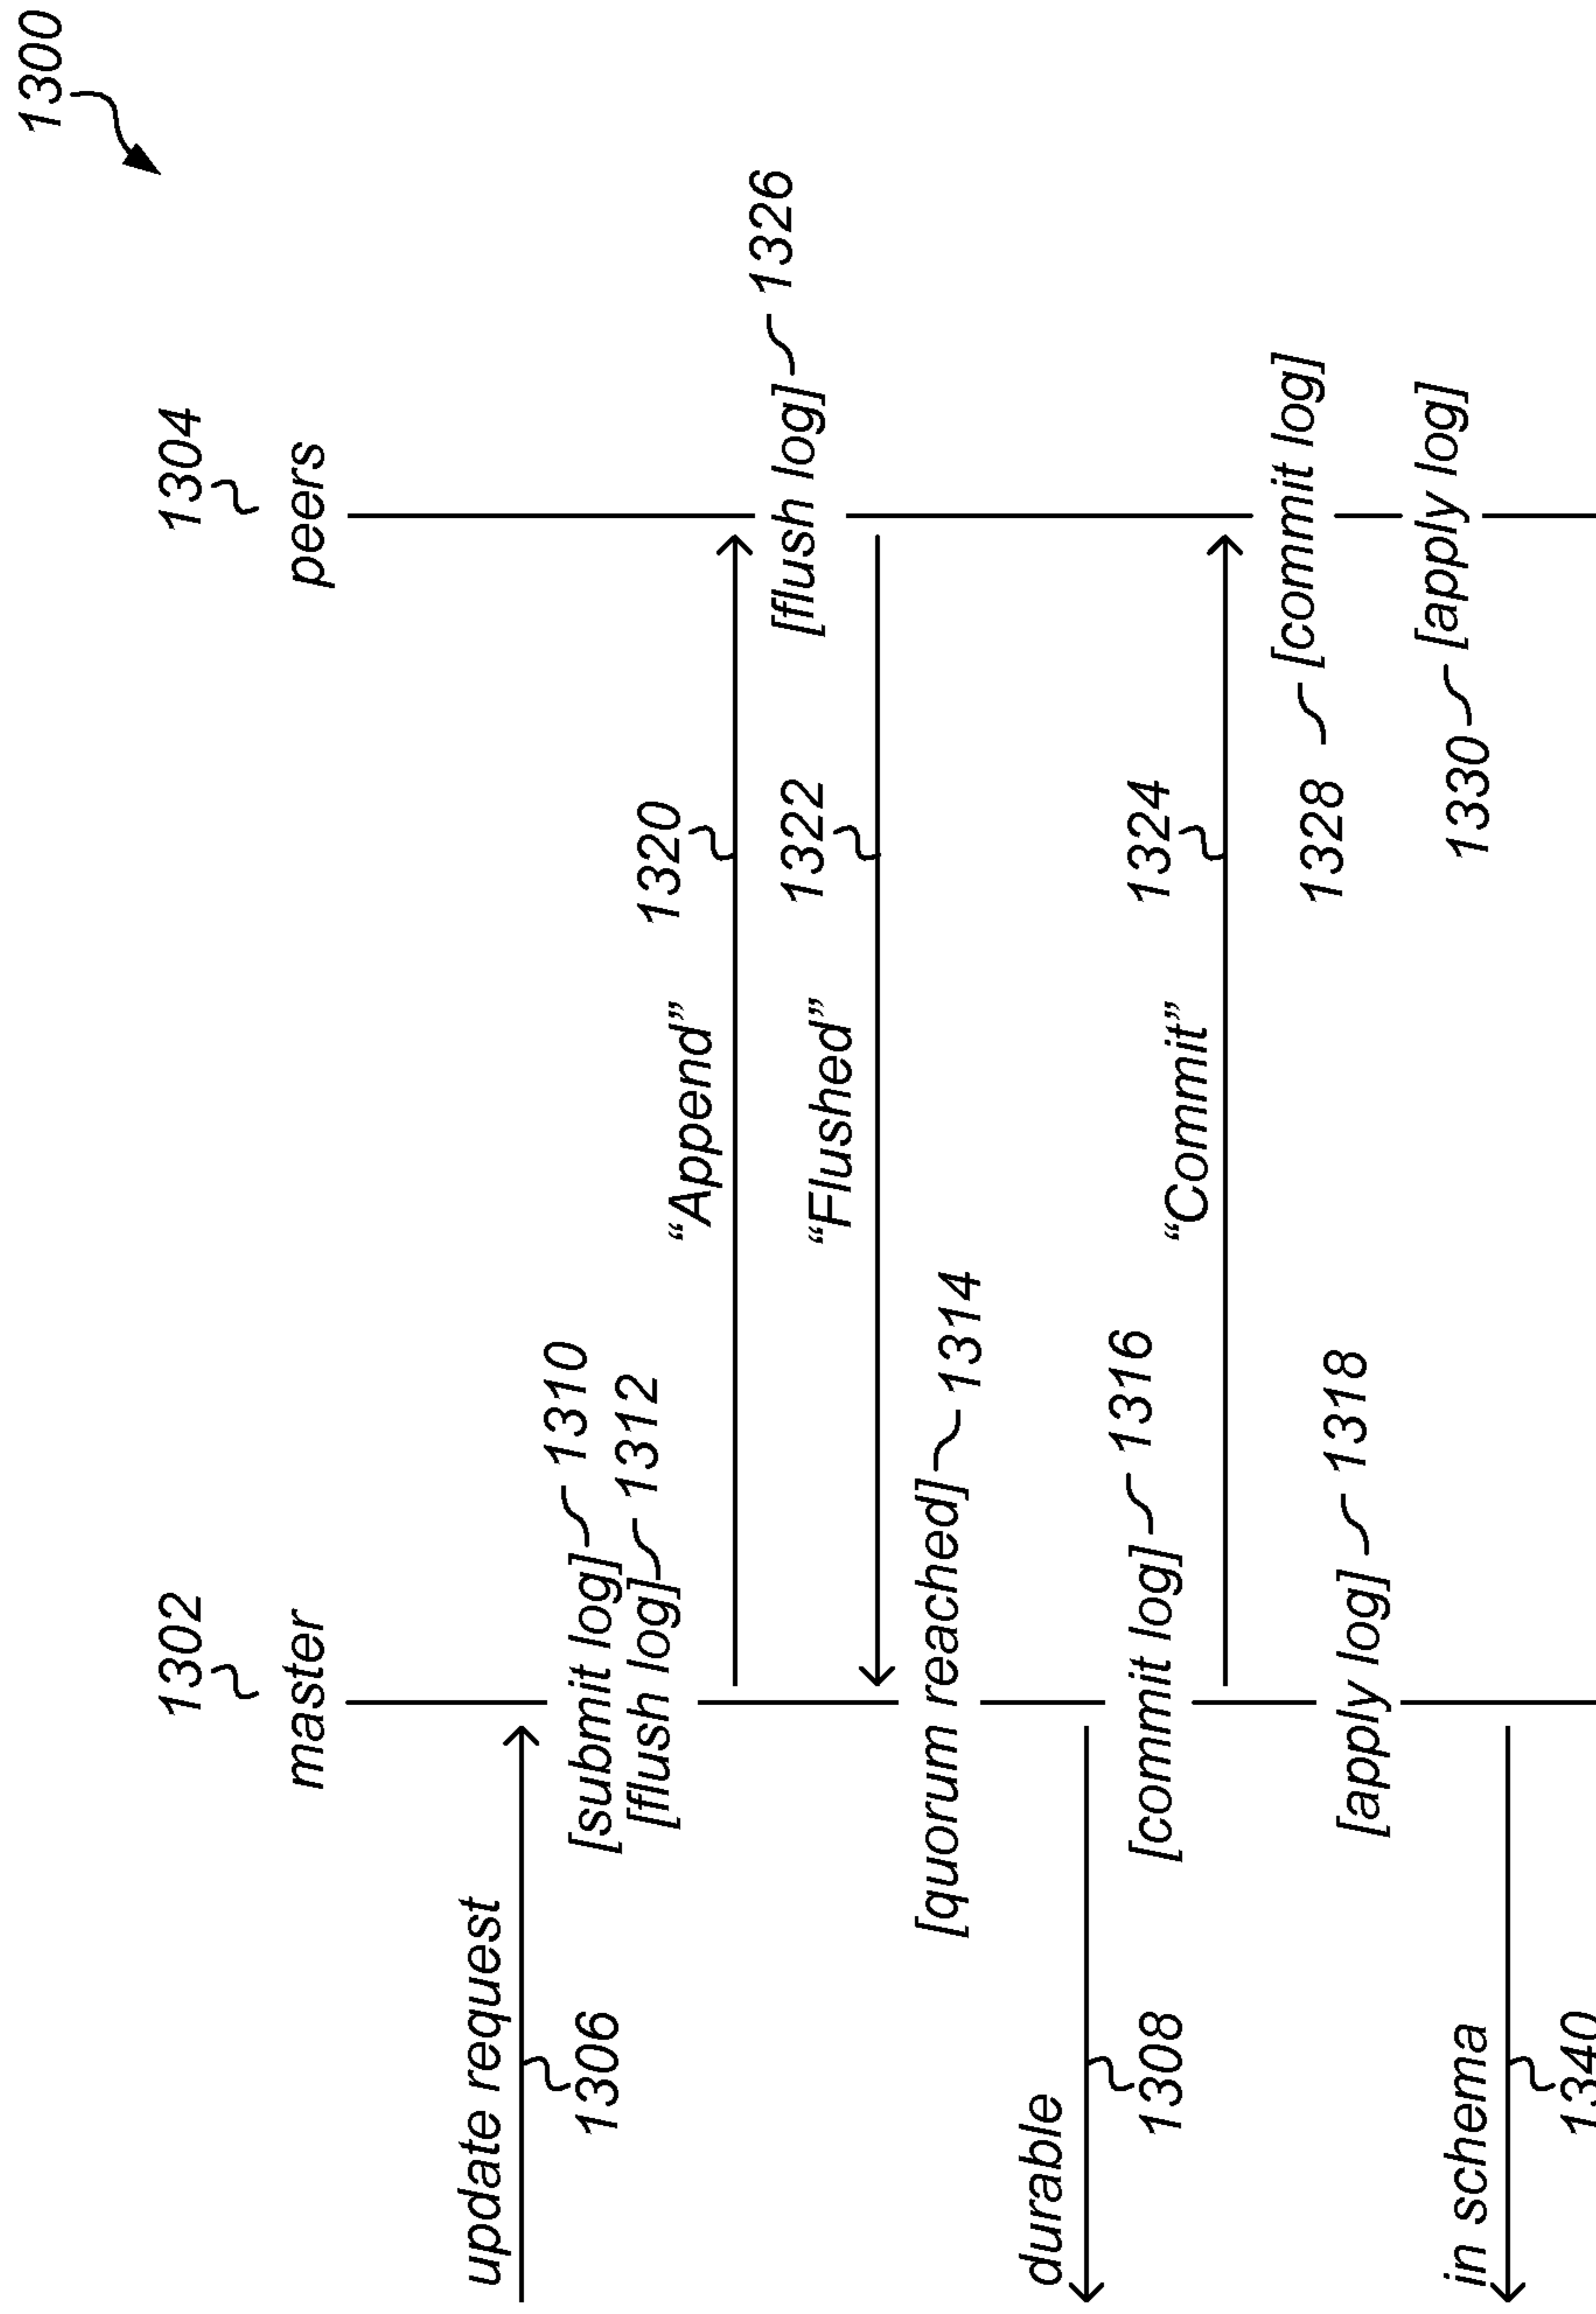 1300
1302
1304
master
peers
update request
1306
[submit log] 1310
[flush log] 1312
"Append" 1320
[flush log] 1326
"Flushed" 1322
[quorum reached] 1314
durable
1308
[commit log] 1316
"Commit" 1324
1328 [commit log]
[apply log] 1318
1330 [apply log]
in schema
1340